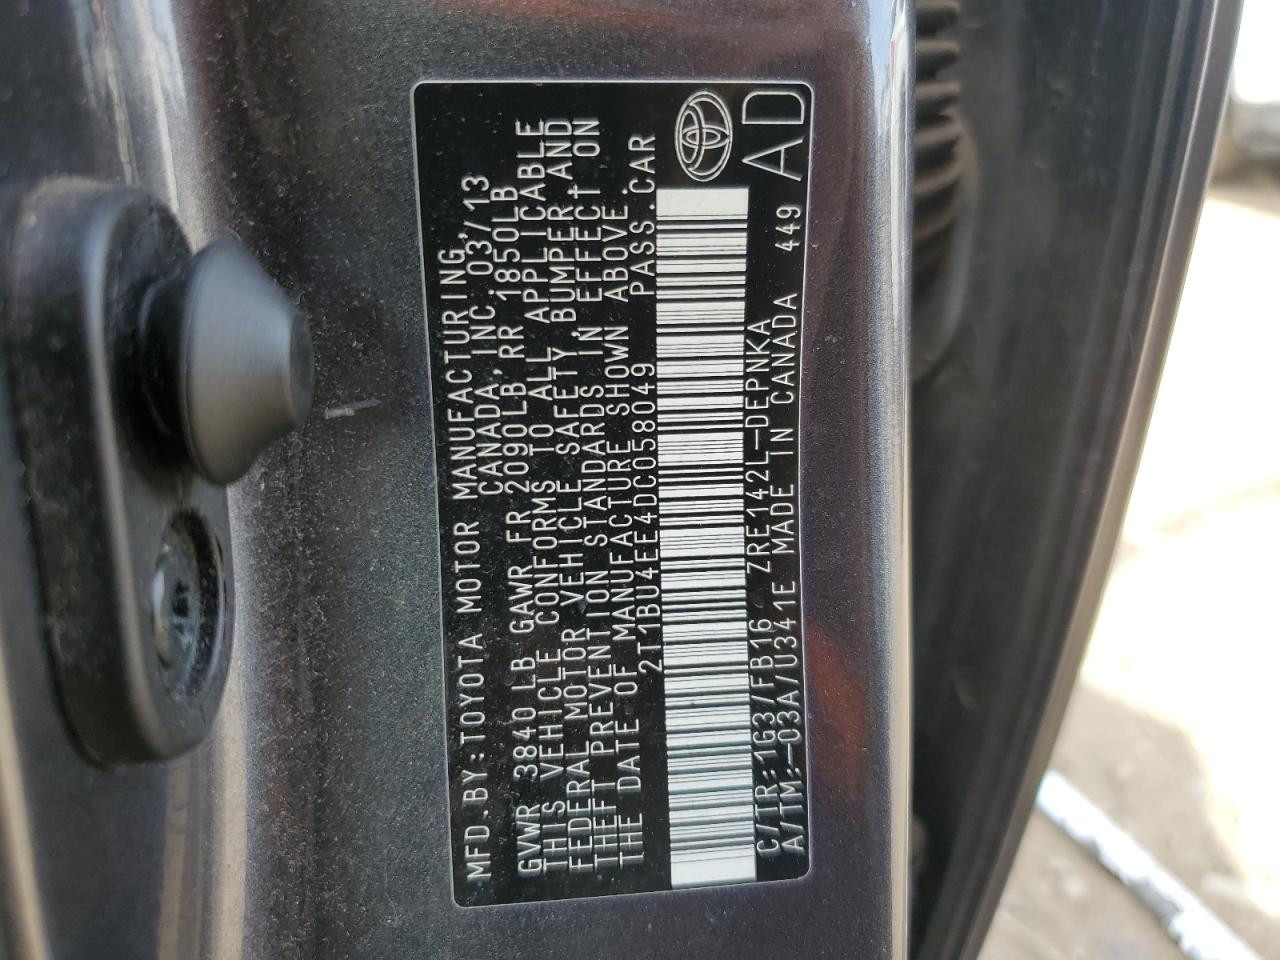 MFD.BY:TOYOTA MOTOR MANUFACTURING
CANADA,INC. 03/13
GVWR 3840 LB GAWR FR 2090LB,RR 1850LB
THIS VEHICLE CONFORMS TO ALL APPLICABLE
FEDERAL MOTOR VEHICLE SAFETY,BUMPER,AND
THEFT PREVENTION STANDARDS IN EFFECT ON
THE DATE OF MANUFACTURE SHOWN ABOVE.
2T1BU4EE4DC058049 PASS.CAR
C/TR:1G3/FB16 ZRE142L-DEPNKA
A/TM:-03A/U341E MADE IN CANADA 449
AD